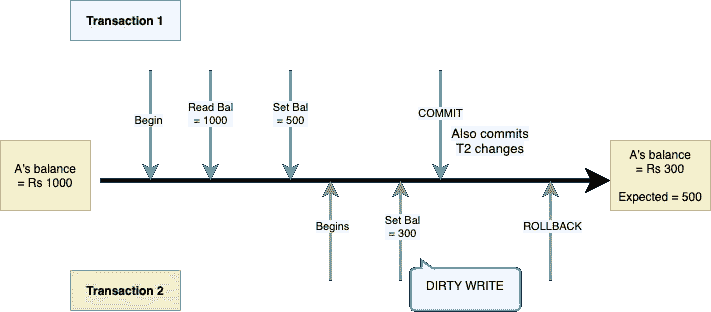 Transaction 1
Begin
Read Bal
= 1000
Set Bal
= 500
COMMIT
Also commits
T2 changes
A's balance
= Rs 1000
A's balance
= Rs 300
Expected = 500
Begins
Set Bal
= 300
ROLLBACK
Transaction 2
DIRTY WRITE